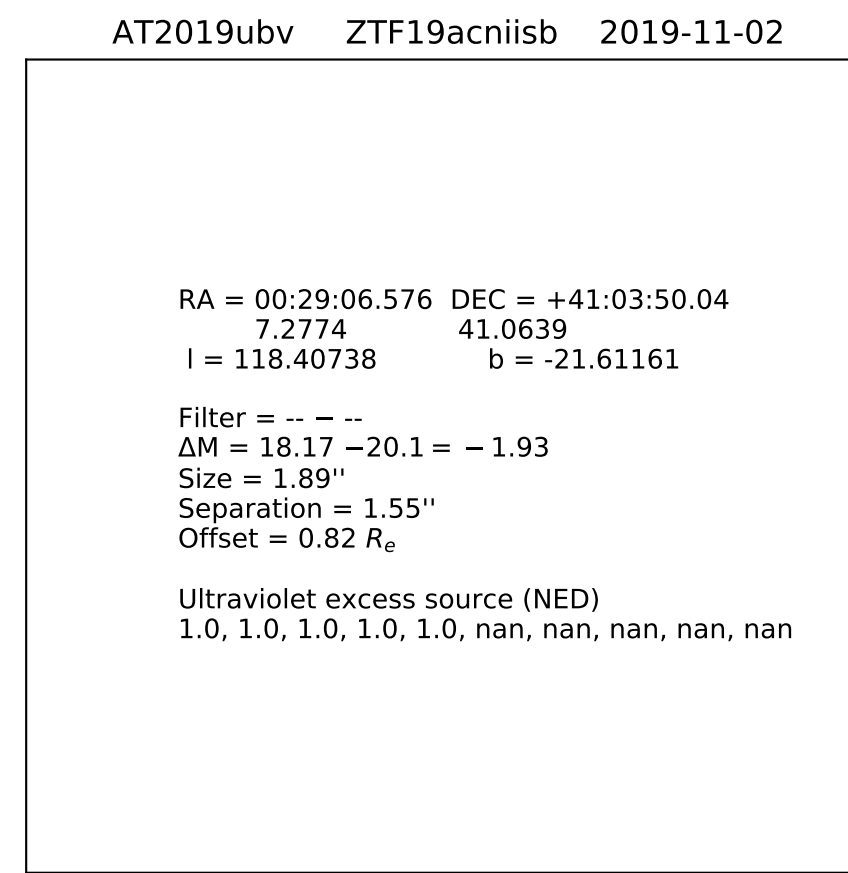 AT2019ubv ZTF19acniisb 2019-11-02
RA = 00:29:06.576 DEC = +41:03:50.04
7.2774 41.0639
l = 118.40738 b = -21.61161
Filter = -- − --
ΔM = 18.17 −20.1 = −1.93
Size = 1.89''
Separation = 1.55''
Offset = 0.82 Re
Ultraviolet excess source (NED)
1.0, 1.0, 1.0, 1.0, 1.0, nan, nan, nan, nan, nan